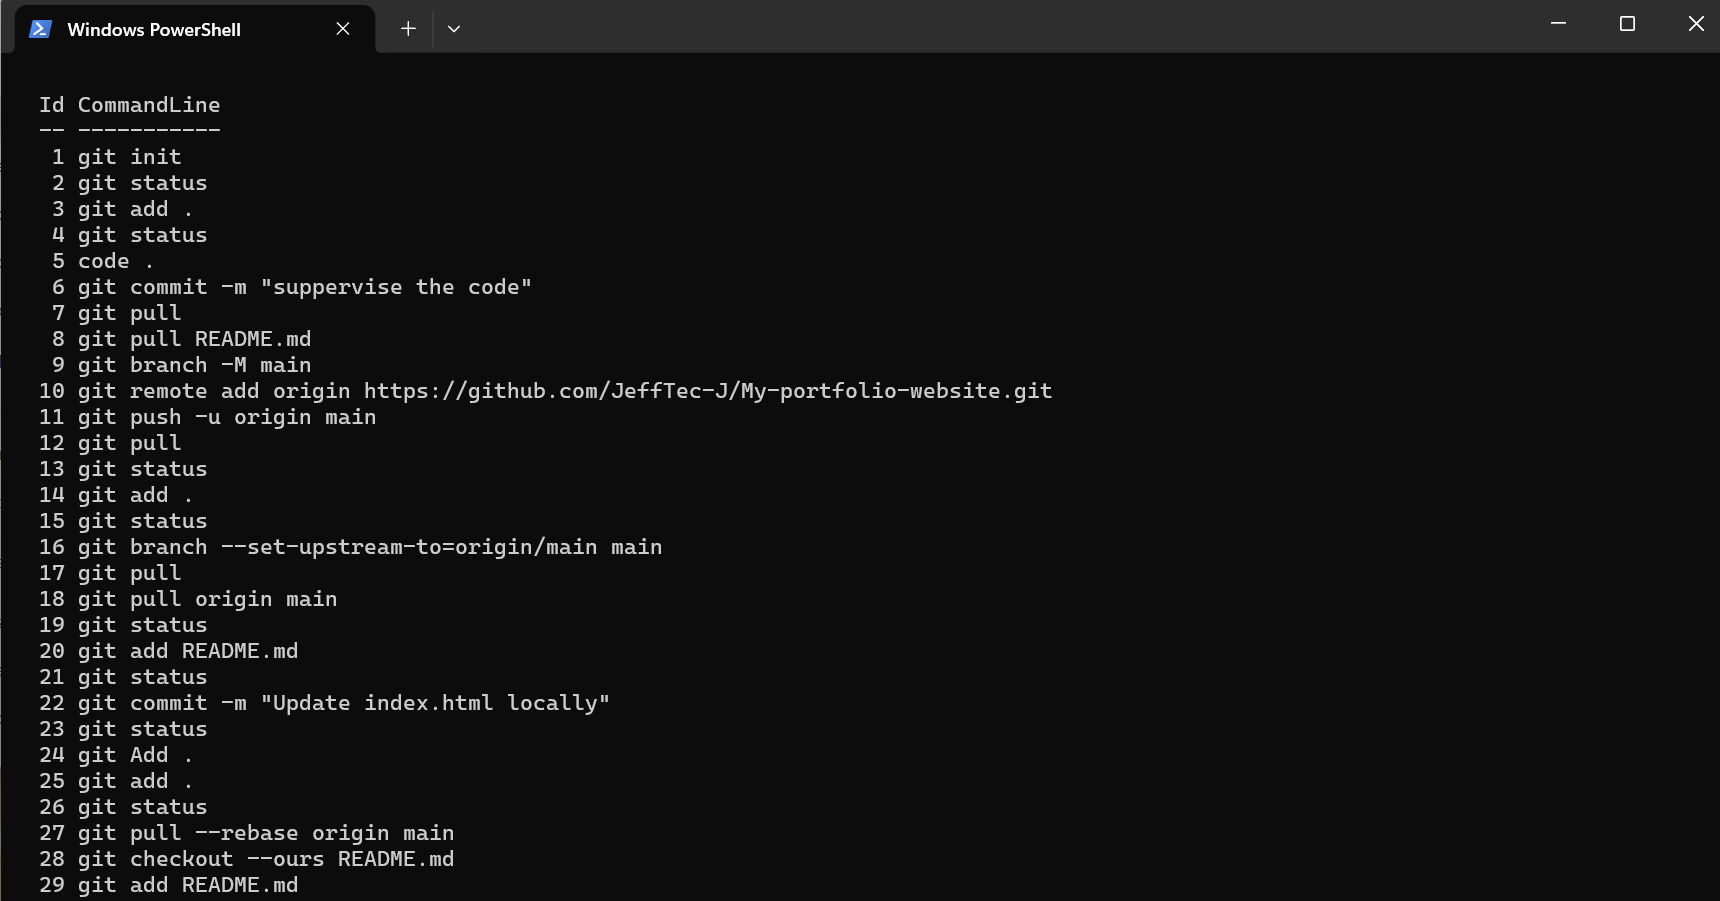 Windows PowerShell
Id CommandLine
-- -----------
1 git init
2 git status
3 git add .
4 git status
5 code .
6 git commit -m "suppervise the code"
7 git pull
8 git pull README.md
9 git branch -M main
10 git remote add origin https://github.com/JeffTec-J/My-portfolio-website.git
11 git push -u origin main
12 git pull
13 git status
14 git add .
15 git status
16 git branch --set-upstream-to=origin/main main
17 git pull
18 git pull origin main
19 git status
20 git add README.md
21 git status
22 git commit -m "Update index.html locally"
23 git status
24 git Add .
25 git add .
26 git status
27 git pull --rebase origin main
28 git checkout --ours README.md
29 git add README.md